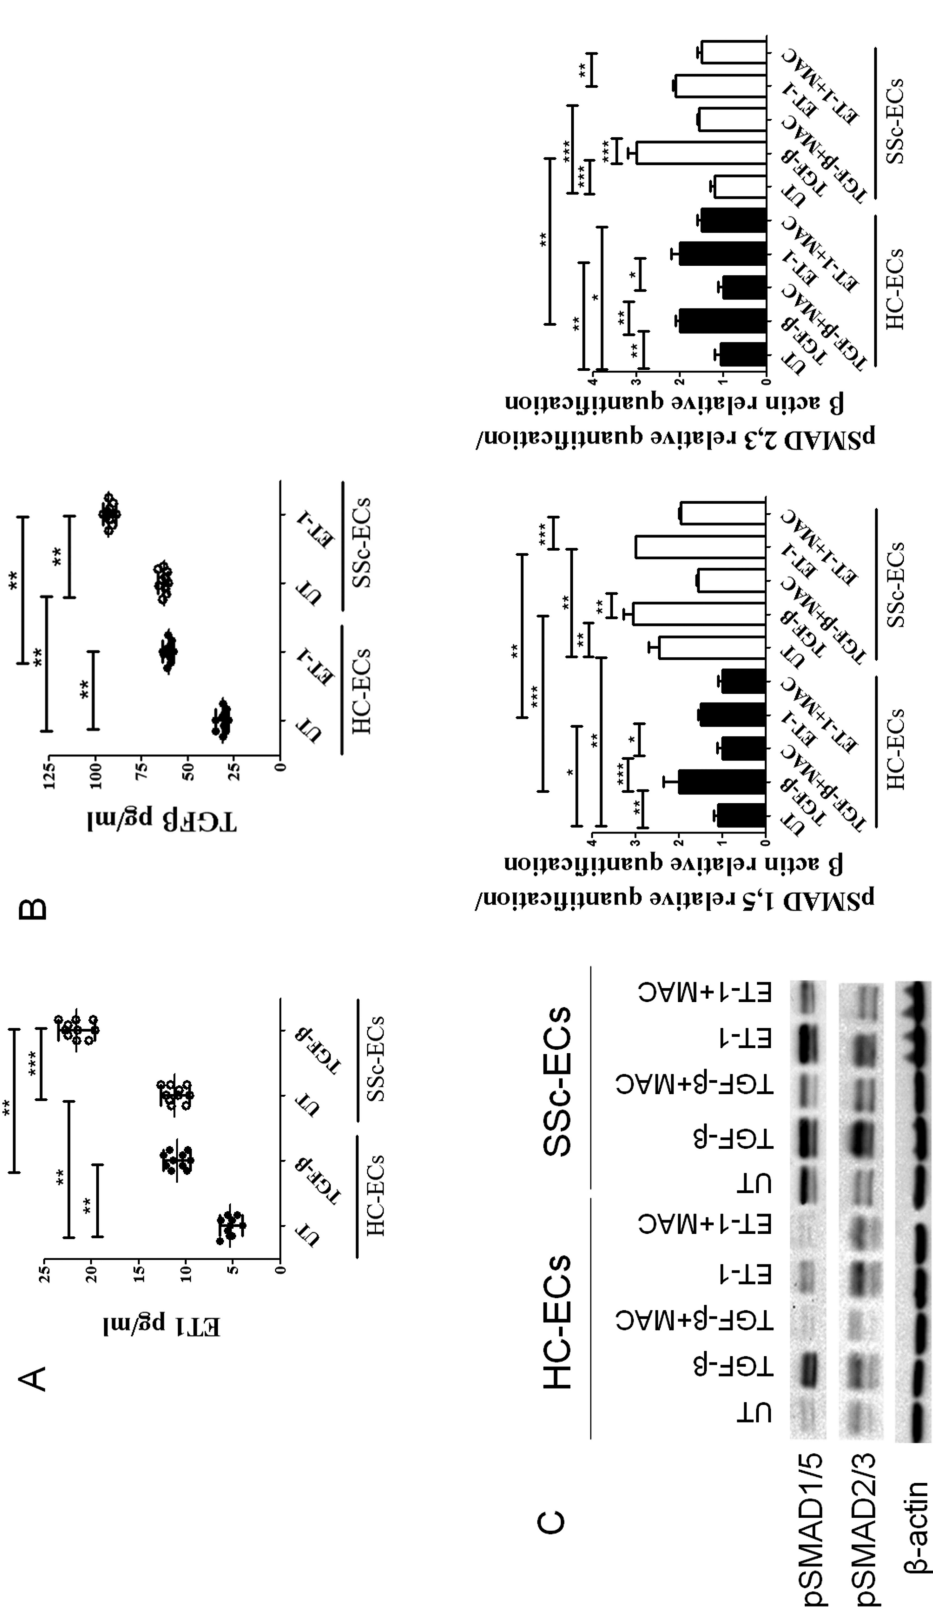 A
ET1 pg/ml
25
20
15
10
5
0
** *** ** **
UT TGF-β UT TGF-β
HC-ECs SSc-ECs
B
TGFβ pg/ml
125
100
75
50
25
0
** ** ** **
UT ET-1 UT ET-1
HC-ECs SSc-ECs
C
HC-ECs SSc-ECs
UT TGF-β TGF-β+MAC ET-1 ET-1+MAC UT TGF-β TGF-β+MAC ET-1 ET-1+MAC
pSMAD1/5
pSMAD2/3
β-actin
pSMAD 1,5 relative quantification/
β actin relative quantification
4
3
2
1
0
** *** * * ** *** ** ** ** ** ***
UT TGF-β TGF-β+MAC ET-1 ET-1+MAC UT TGF-β TGF-β+MAC ET-1 ET-1+MAC
HC-ECs SSc-ECs
pSMAD 2,3 relative quantification/
β actin relative quantification
4
3
2
1
0
** ** * ** * ** *** *** *** **
UT TGF-β TGF-β+MAC ET-1 ET-1+MAC UT TGF-β TGF-β+MAC ET-1 ET-1+MAC
HC-ECs SSc-ECs